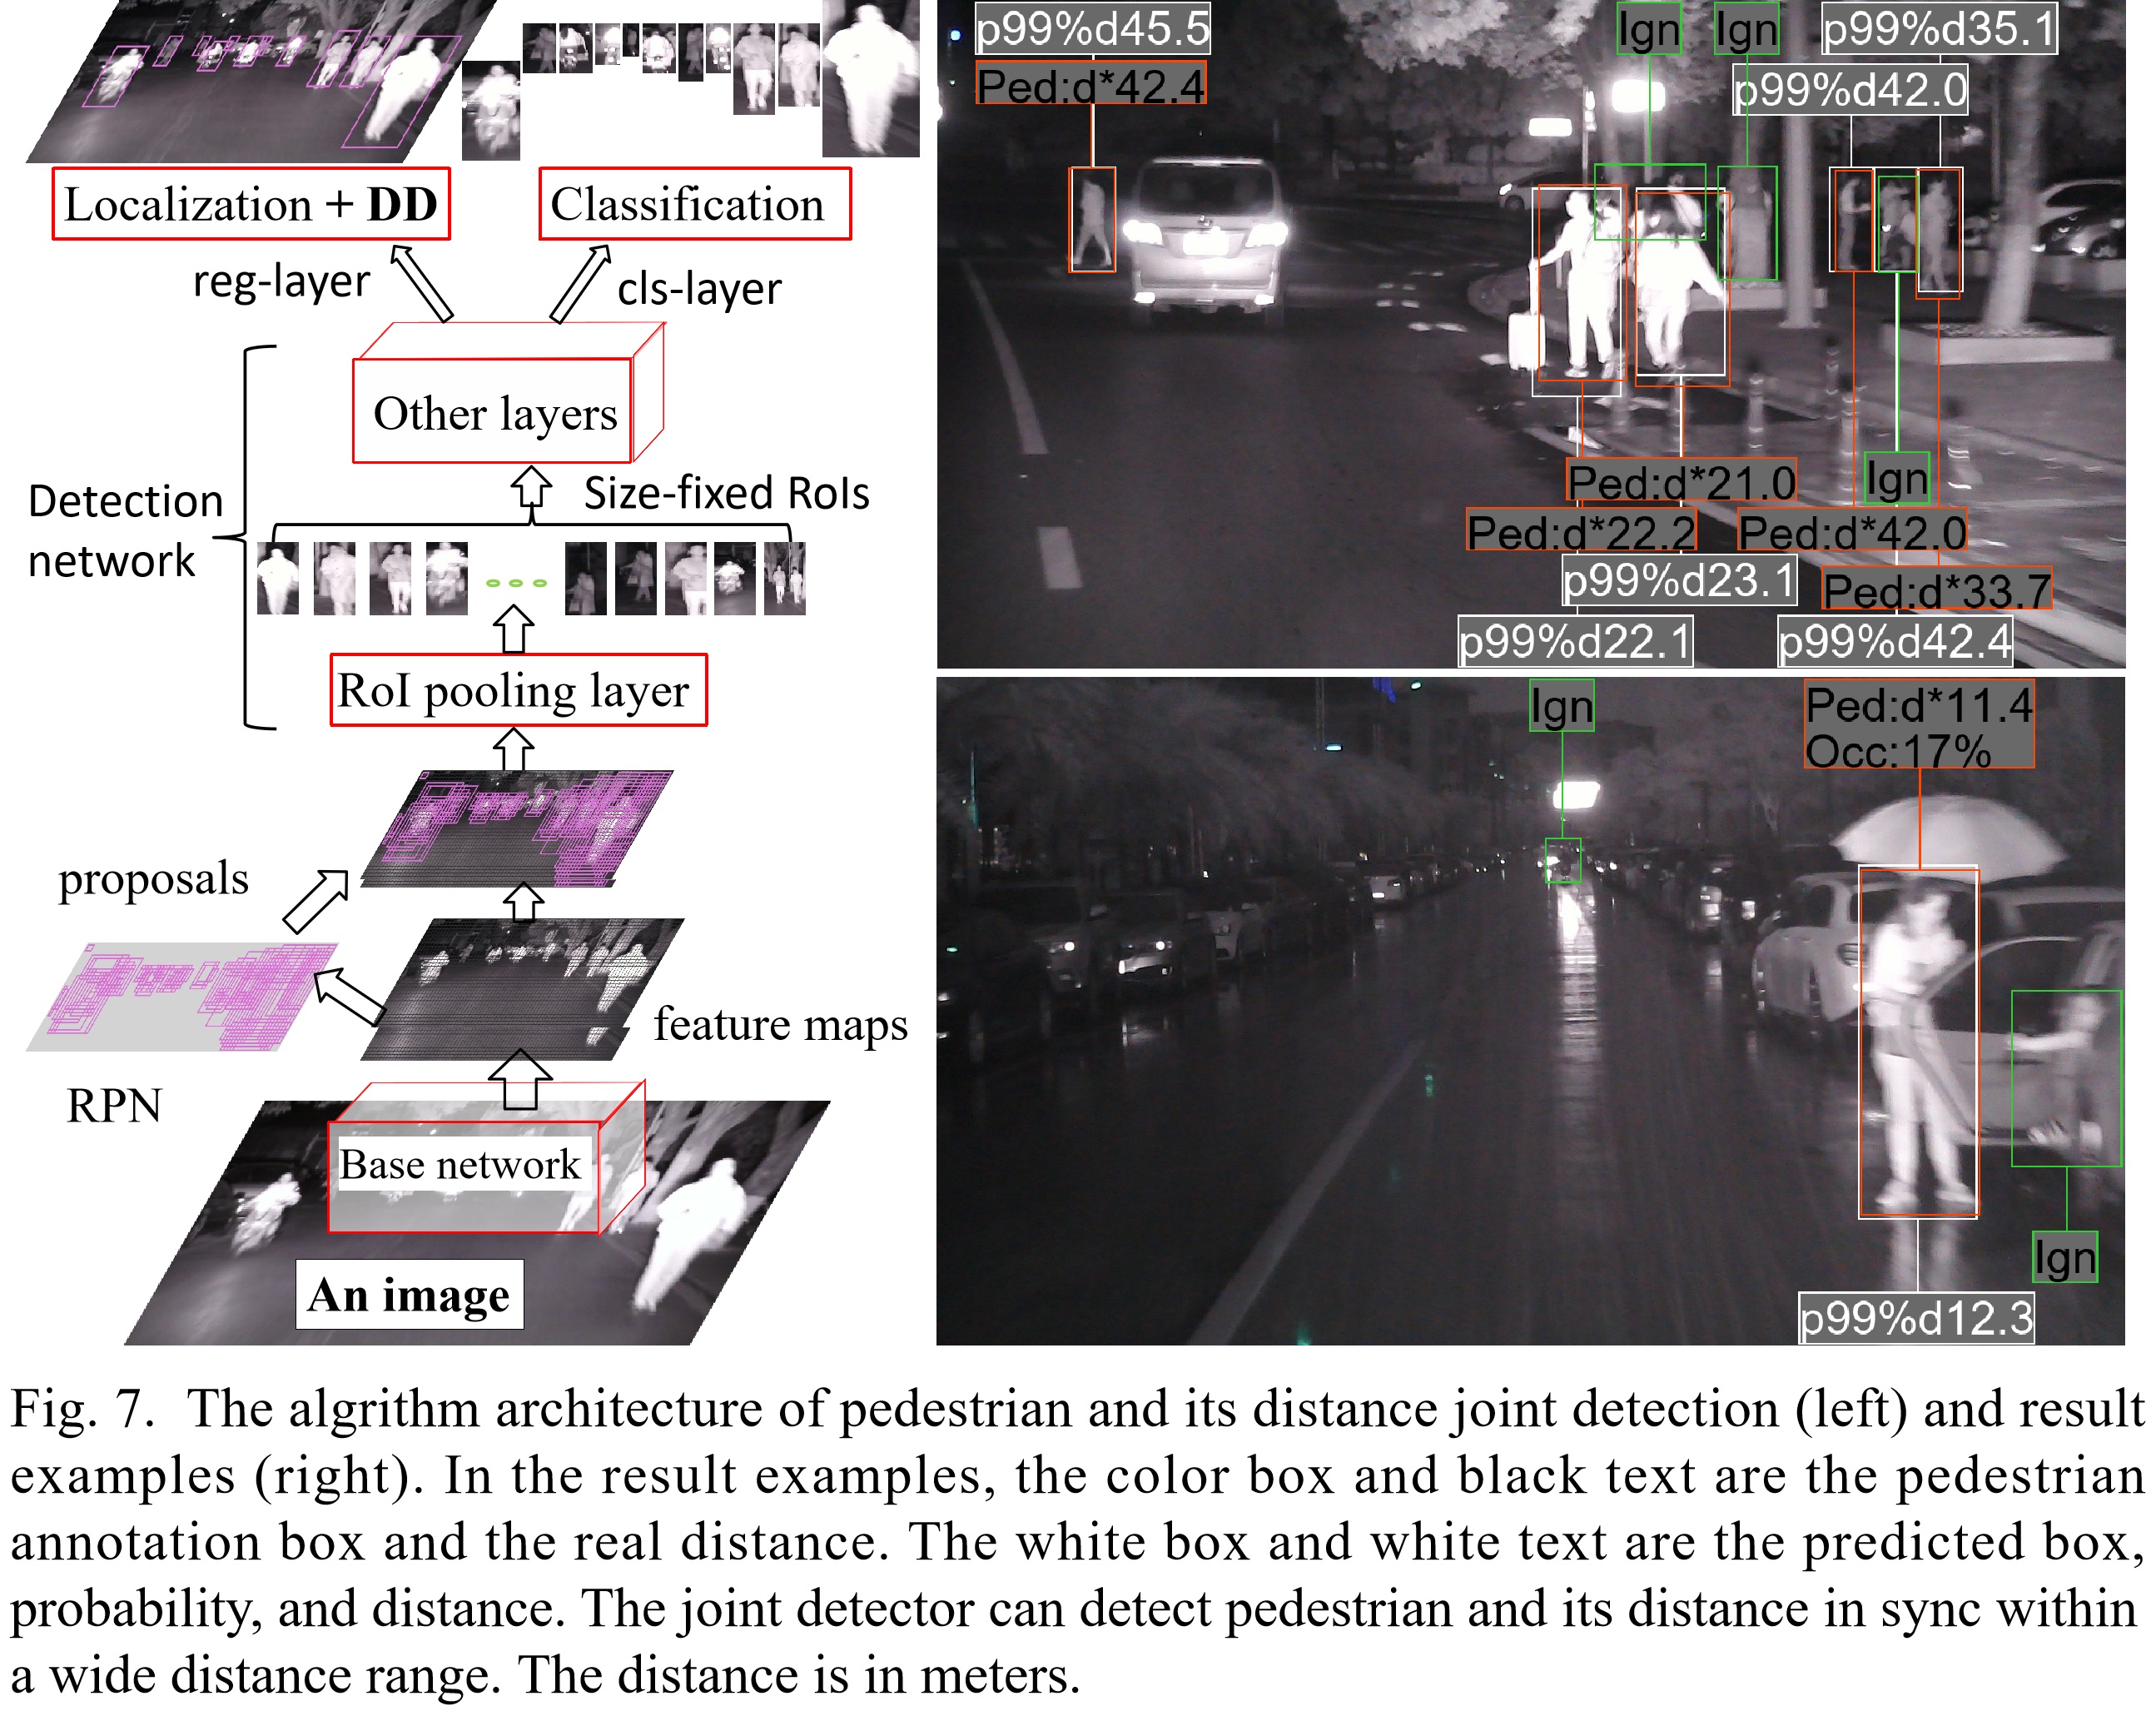 Localization + DD
Classification
reg-layer
cls-layer
Other layers
Detection
network
Size-fixed RoIs
RoI pooling layer
proposals
feature maps
RPN
Base network
An image
p99%d45.5
Ped:d*42.4
Ign
Ign
p99%d35.1
p99%d42.0
Ped:d*21.0
Ign
Ped:d*22.2
Ped:d*42.0
p99%d23.1
Ped:d*33.7
p99%d22.1
p99%d42.4
Ign
Ped:d*11.4
Occ:17%
Ign
p99%d12.3
Fig. 7. The algrithm architecture of pedestrian and its distance joint detection (left) and result
examples (right). In the result examples, the color box and black text are the pedestrian
annotation box and the real distance. The white box and white text are the predicted box,
probability, and distance. The joint detector can detect pedestrian and its distance in sync within
a wide distance range. The distance is in meters.